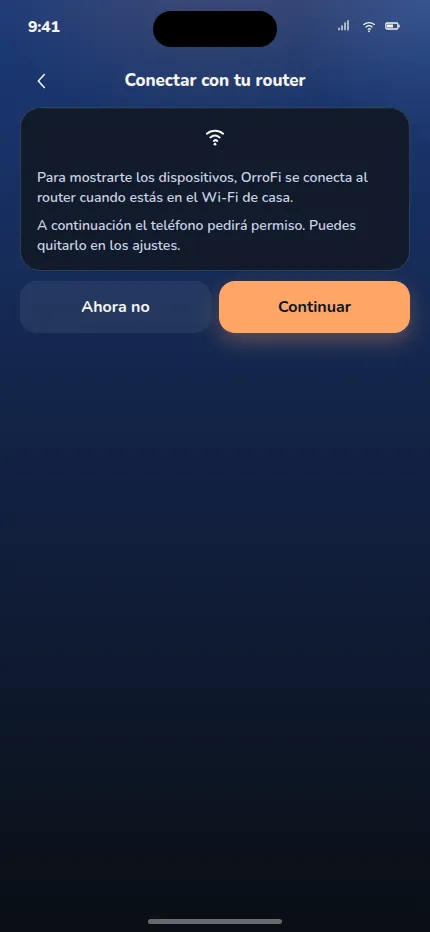 9:41
Conectar con tu router
Para mostrarte los dispositivos, OrroFi se conecta al
router cuando estás en el Wi-Fi de casa.
A continuación el teléfono pedirá permiso. Puedes
quitarlo en los ajustes.
Ahora no
Continuar